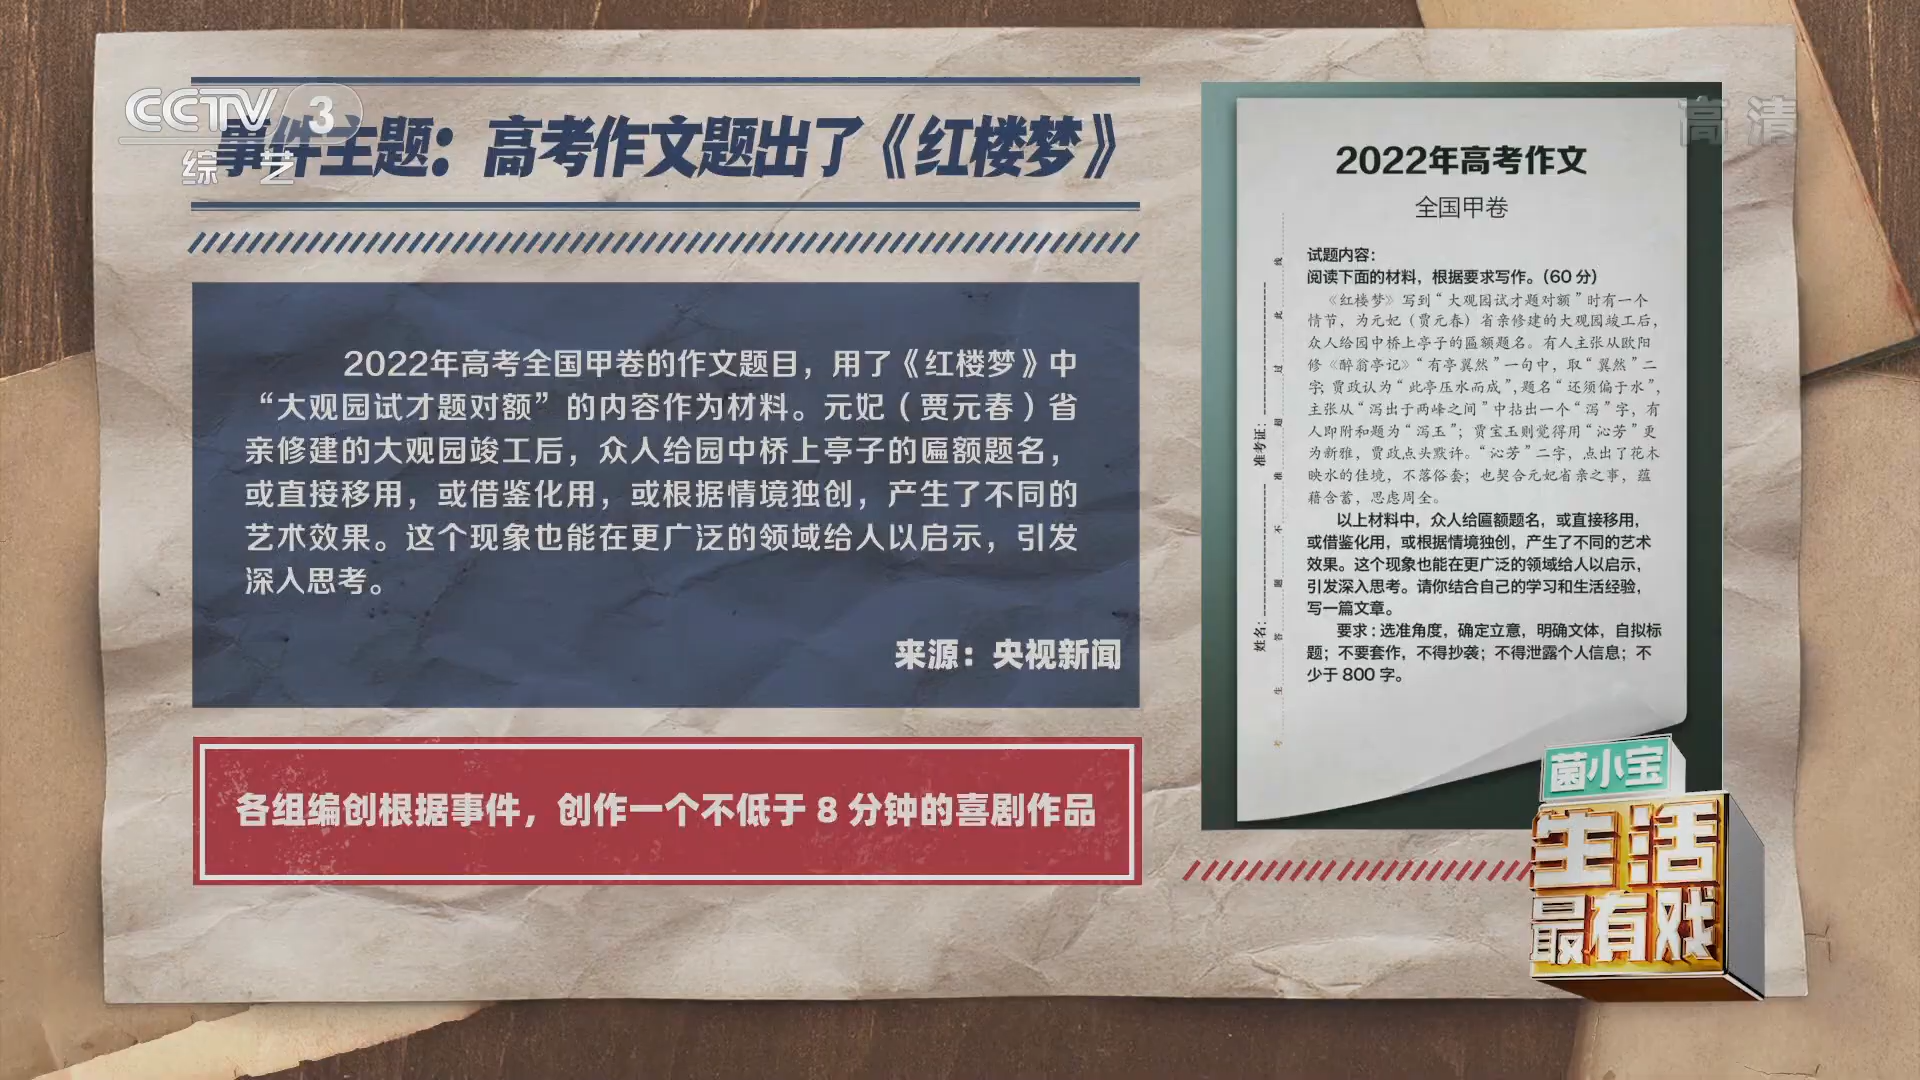 CCTV 3
综艺
高清
事件主题：高考作文题出了《红楼梦》
2022年高考全国甲卷的作文题目，用了《红楼梦》中
“大观园试才题对额”的内容作为材料。元妃（贾元春）省
亲修建的大观园竣工后，众人给园中桥上亭子的匾额题名，
或直接移用，或借鉴化用，或根据情境独创，产生了不同的
艺术效果。这个现象也能在更广泛的领域给人以启示，引发
深入思考。
来源：央视新闻
各组编创根据事件，创作一个不低于 8 分钟的喜剧作品
2022年高考作文
全国甲卷
试题内容：
阅读下面的材料，根据要求写作。（60 分）
《红楼梦》写到“大观园试才题对额”时有一个
情节，为元妃（贾元春）省亲修建的大观园竣工后，
众人给园中桥上亭子的匾额题名。有人主张从欧阳
修《醉翁亭记》“有亭翼然”一句中，取“翼然”二
字；贾政认为“此亭压水而成”，题名“还须偏于水”，
主张从“泻出于两峰之间”中拈出一个“泻”字，有
人即附和题为“泻玉”；贾宝玉则觉得用“沁芳”更
为新雅，贾政点头默许。“沁芳”二字，点出了花木
映水的佳境，不落俗套；也契合元妃省亲之事，蕴
藉含蓄，思虑周全。
以上材料中，众人给匾额题名，或直接移用，
或借鉴化用，或根据情境独创，产生了不同的艺术
效果。这个现象也能在更广泛的领域给人以启示，
引发深入思考。请你结合自己的学习和生活经验，
写一篇文章。
要求：选准角度，确定立意，明确文体，自拟标
题；不要套作，不得抄袭；不得泄露个人信息；不
少于 800 字。
姓名： 准考证：
考生答题不准超过此线
菌小宝
生活
最有戏